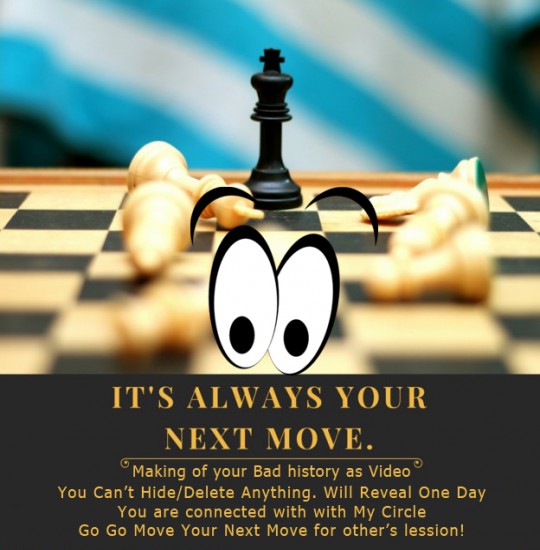 IT'S ALWAYS YOUR
NEXT MOVE.
Making of your Bad history as Video
You Can't Hide/Delete Anything. Will Reveal One Day
You are connected with with My Circle
Go Go Move Your Next Move for other's lession!